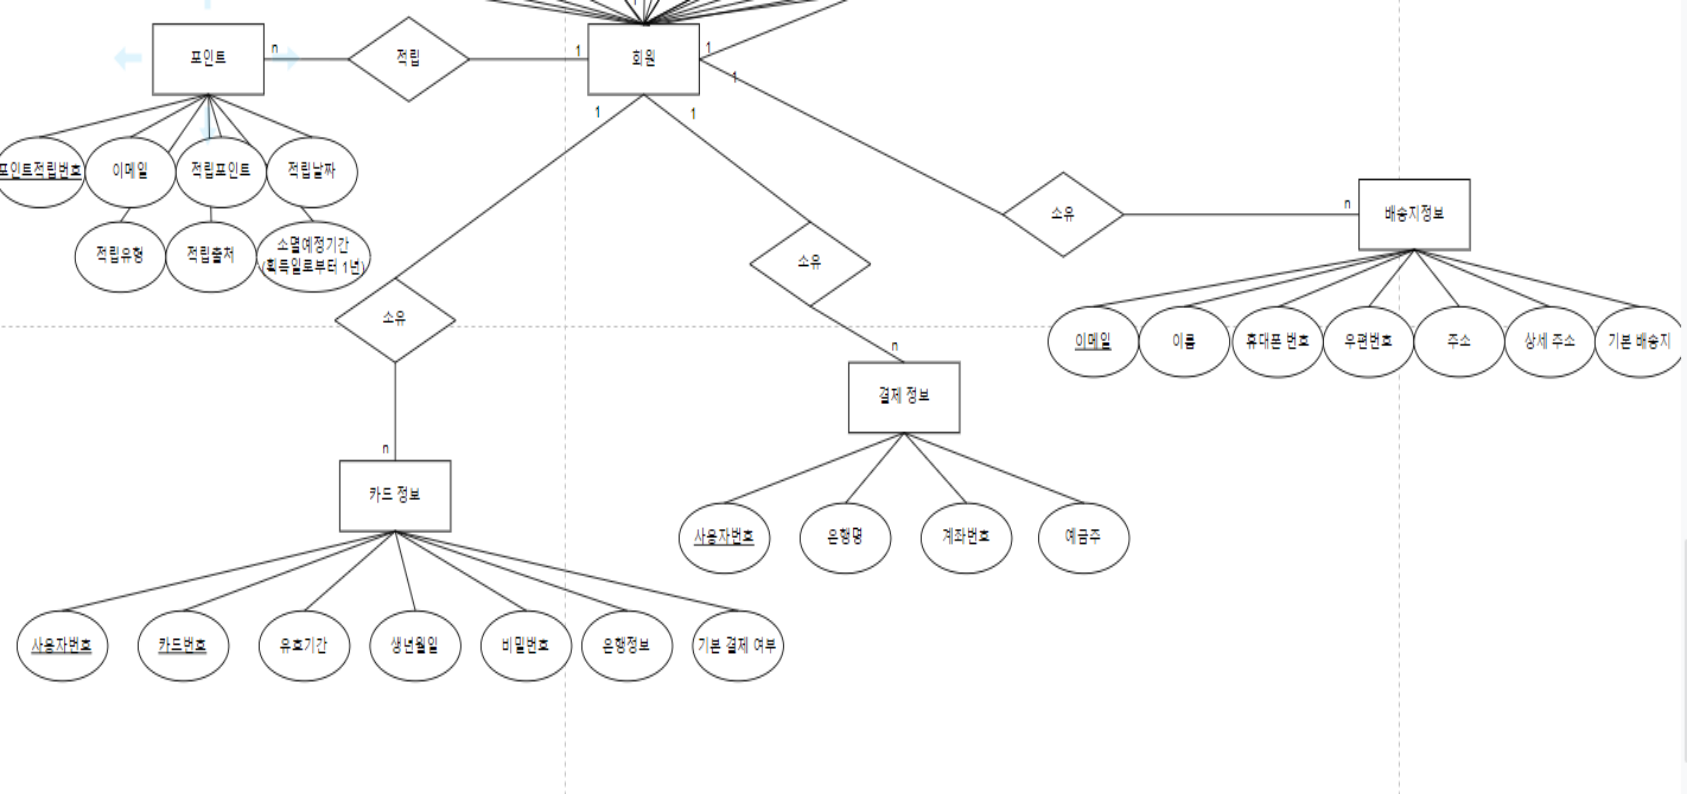 포인트
n
적립
1
회원
1
1
1
1
포인트적립번호
이메일
적립포인트
적립날짜
적립유형
적립출처
소멸예정기간
(획득일로부터 1년)
소유
n
배송지정보
소유
소유
이메일
이름
휴대폰 번호
우편번호
주소
상세 주소
기본 배송지
n
결제 정보
n
카드 정보
사용자번호
은행명
계좌번호
예금주
사용자번호
카드번호
유효기간
생년월일
비밀번호
은행정보
기본 결제 여부